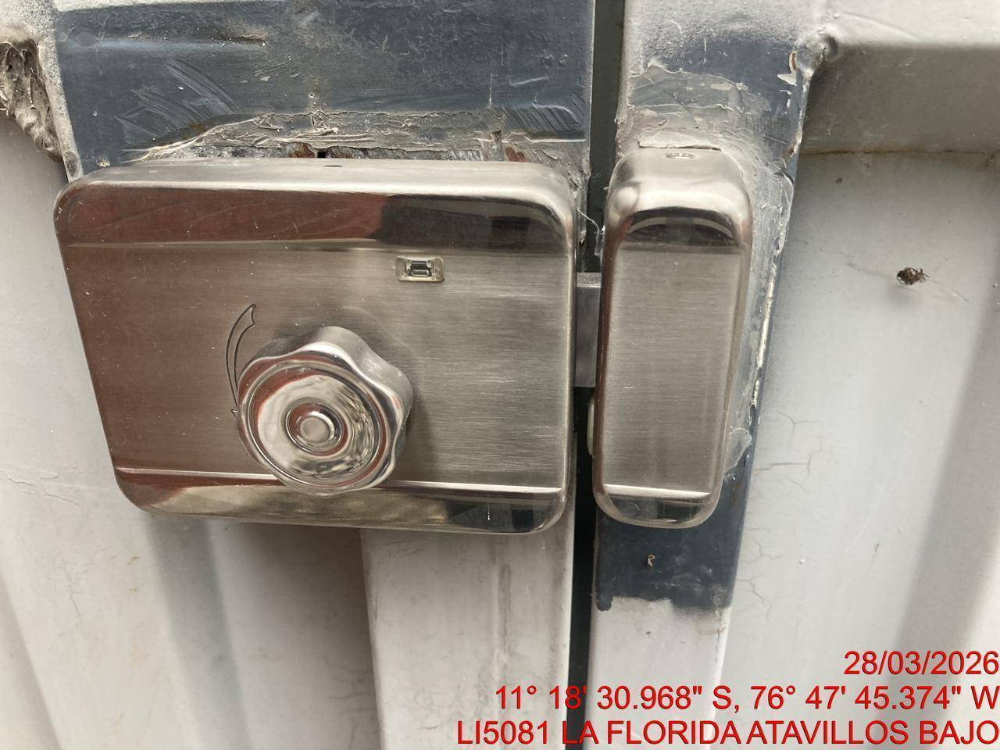 28/03/2026
11° 18' 30.968" S, 76° 47' 45.374" W
LI5081 LA FLORIDA ATAVILLOS BAJO